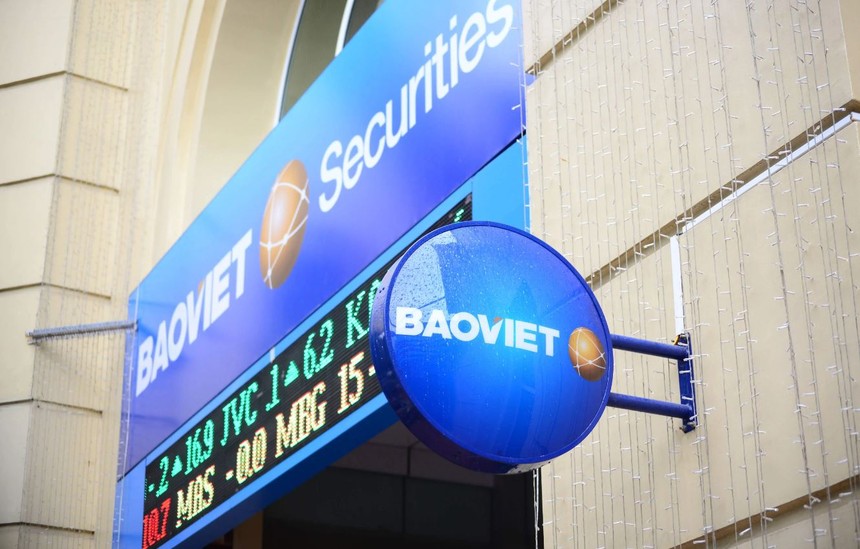 BAOVIET Securities
.2 ▲ 16.9 JVC .1 ▲ 6.2
10.7 MBS -0.0 MBG 15
BAOVIET